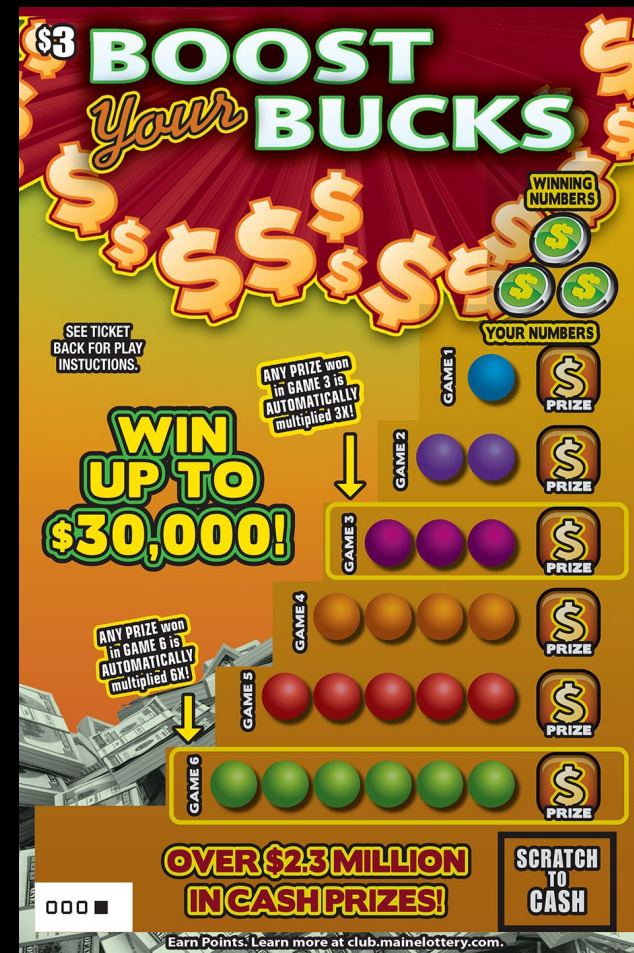 $3
BOOST
Your BUCKS
WINNING
NUMBERS
$
$ $
YOUR NUMBERS
SEE TICKET
BACK FOR PLAY
INSTUCTIONS.
ANY PRIZE won
in GAME 3 is
AUTOMATICALLY
multiplied 3X!
GAME 1
$
PRIZE
GAME 2
$
PRIZE
WIN
UP TO
$30,000!
GAME 3
$
PRIZE
GAME 4
$
PRIZE
ANY PRIZE won
in GAME 6 is
AUTOMATICALLY
multiplied 6X!
GAME 5
$
PRIZE
GAME 6
$
PRIZE
OVER $2.3 MILLION
IN CASH PRIZES!
SCRATCH
TO
CASH
000
Earn Points. Learn more at club.mainelottery.com.